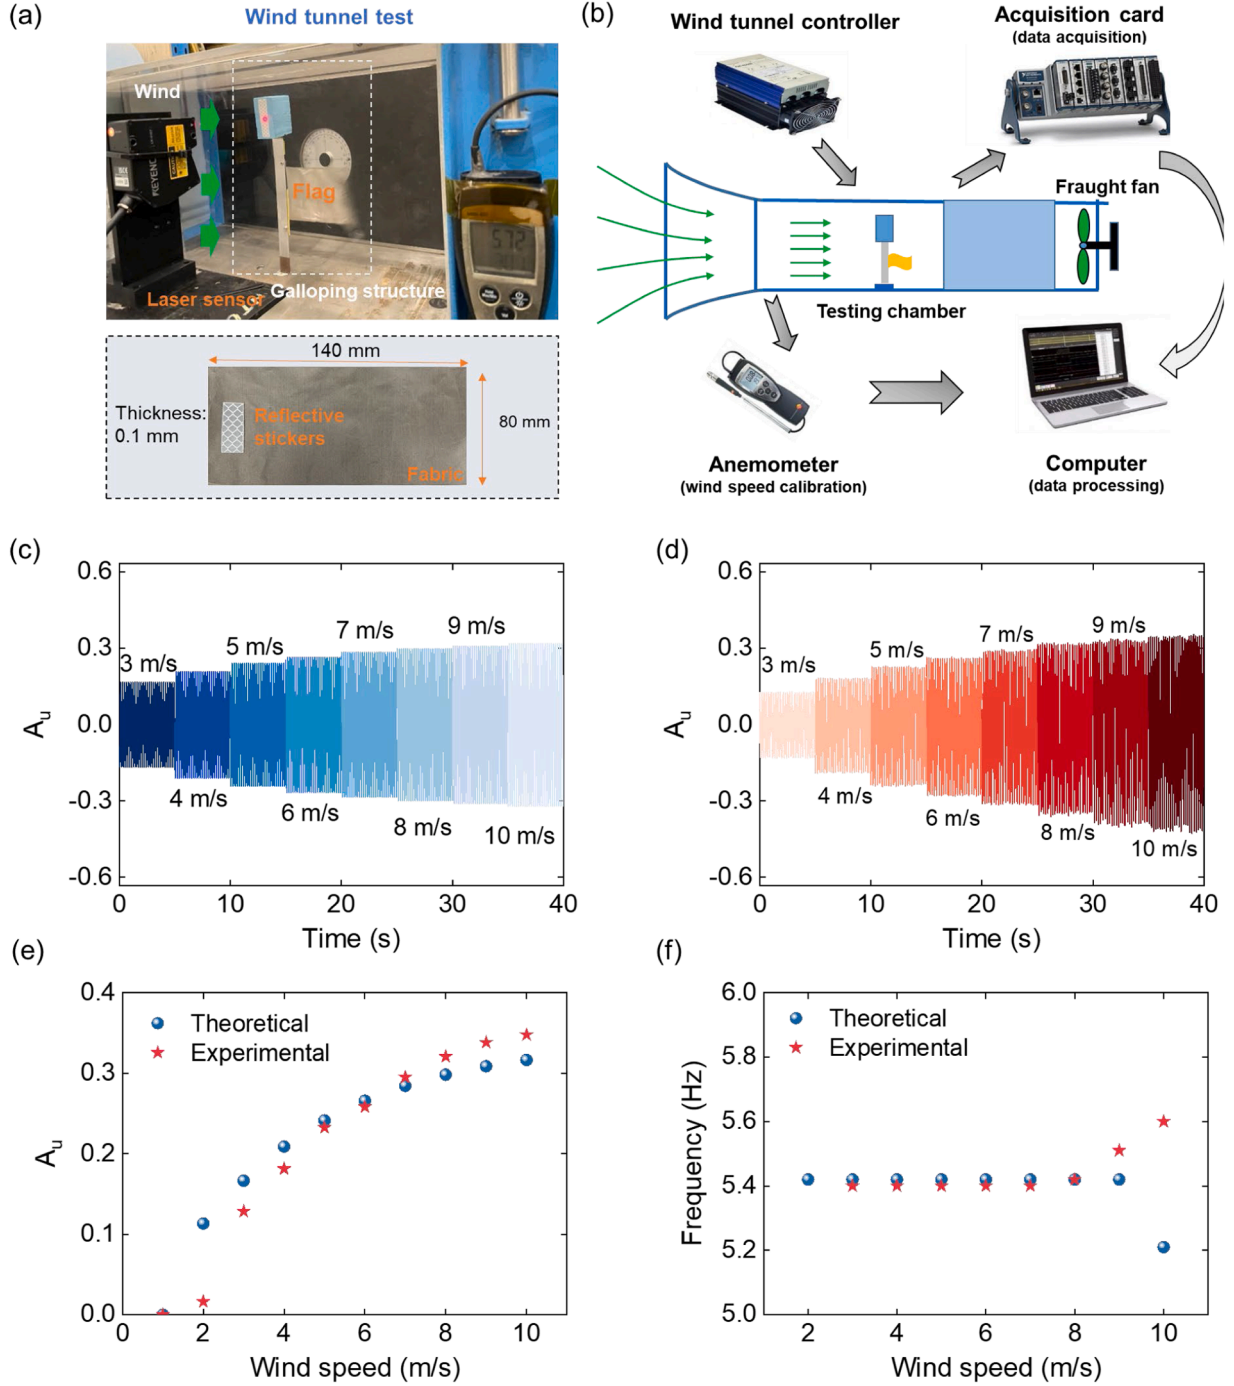 (a)
Wind tunnel test
Wind
Flag
Laser sensor
Galloping structure
KEYENC
572
140 mm
Thickness:
0.1 mm
Reflective
stickers
80 mm
Fabric
(b)
Wind tunnel controller
Acquisition card
(data acquisition)
Fraught fan
Testing chamber
Anemometer
(wind speed calibration)
Computer
(data processing)
(c)
0.6
0.3
0.0
-0.3
-0.6
Au
3 m/s
4 m/s
5 m/s
6 m/s
7 m/s
8 m/s
9 m/s
10 m/s
0 10 20 30 40
Time (s)
(d)
0.6
0.3
0.0
-0.3
-0.6
Au
3 m/s
4 m/s
5 m/s
6 m/s
7 m/s
8 m/s
9 m/s
10 m/s
0 10 20 30 40
Time (s)
(e)
0.4
0.3
0.2
0.1
0.0
Au
Theoretical
Experimental
0 2 4 6 8 10
Wind speed (m/s)
(f)
6.0
5.8
5.6
5.4
5.2
5.0
Frequency (Hz)
Theoretical
Experimental
2 4 6 8 10
Wind speed (m/s)